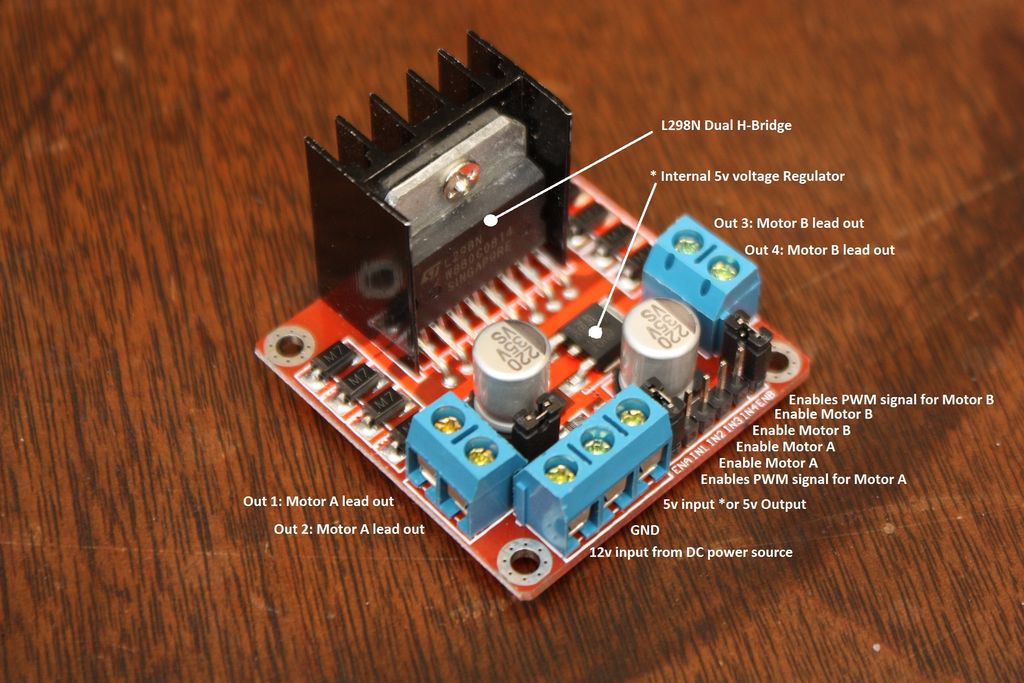 L298N Dual H-Bridge
* Internal 5v voltage Regulator
Out 3: Motor B lead out
Out 4: Motor B lead out
L298N
SINGAPORE
220
25V
220
25V
M7
M7
M7
Enables PWM signal for Motor B
Enable Motor B
Enable Motor B
Enable Motor A
Enable Motor A
Enables PWM signal for Motor A
ENA IN1 IN2 IN3 IN4 ENB
5v input *or 5v Output
GND
12v input from DC power source
Out 1: Motor A lead out
Out 2: Motor A lead out